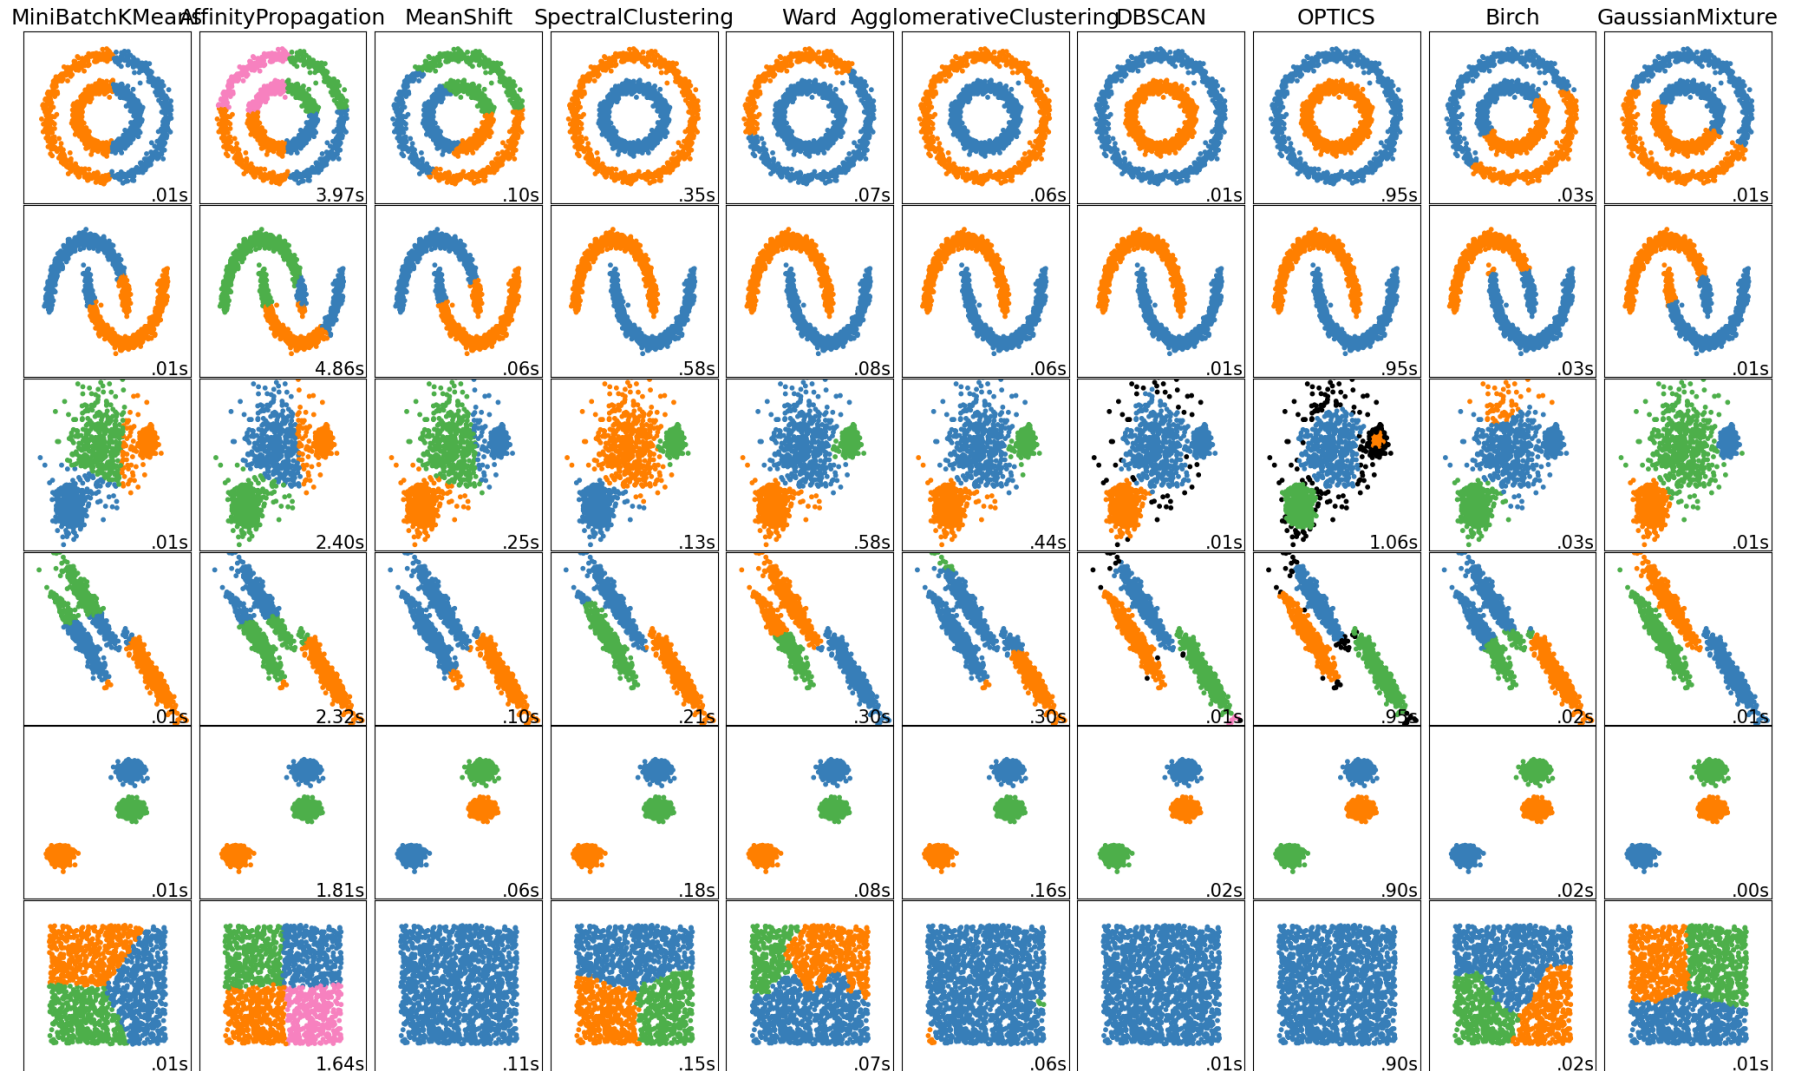 MiniBatchKMeans AffinityPropagation MeanShift SpectralClustering Ward AgglomerativeClustering DBSCAN OPTICS Birch GaussianMixture
.01s 3.97s .10s .35s .07s .06s .01s .95s .03s .01s
.01s 4.86s .06s .58s .08s .06s .01s .95s .03s .01s
.01s 2.40s .25s .13s .58s .44s .01s 1.06s .03s .01s
.01s 2.32s .10s .21s .30s .30s .01s .95s .02s .01s
.01s 1.81s .06s .18s .08s .16s .02s .90s .02s .00s
.01s 1.64s .11s .15s .07s .06s .01s .90s .02s .01s